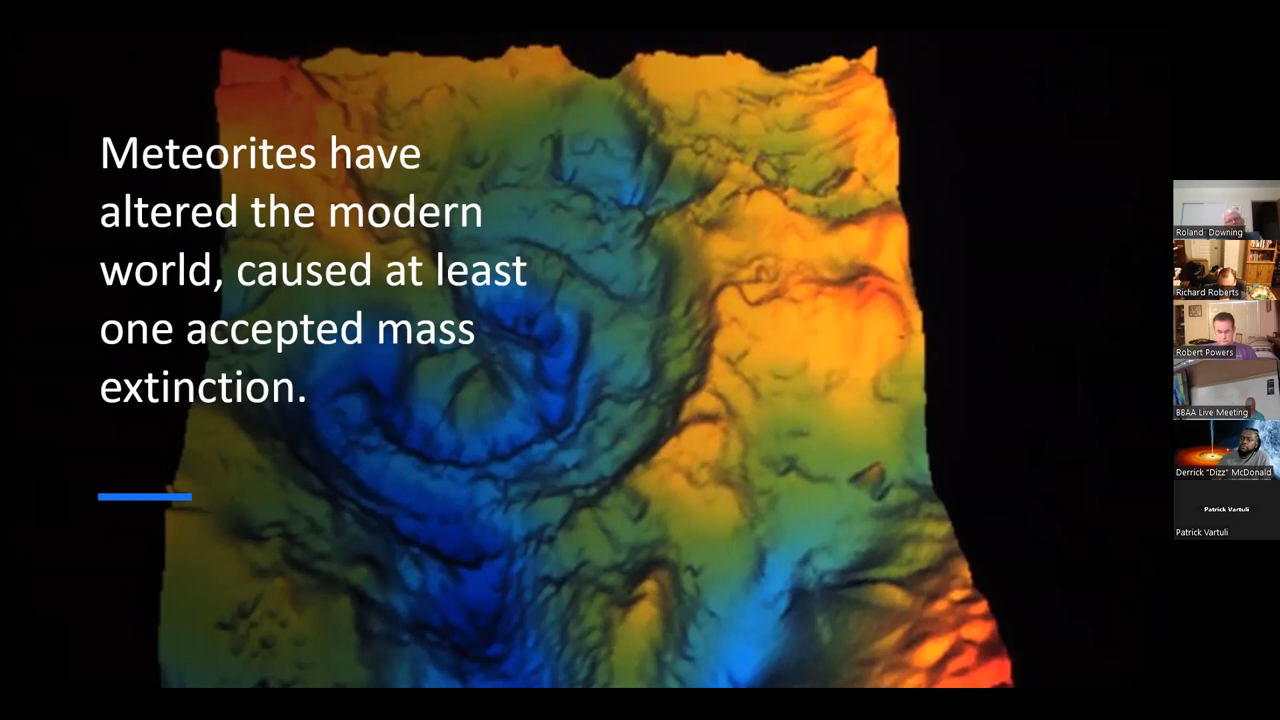 Meteorites have
altered the modern
world, caused at least
one accepted mass
extinction.
Roland Downing
Richard Roberts
Robert Powers
BBAA Live Meeting
Derrick "Dizz" McDonald
Patrick Vartuli
Patrick Vartuli